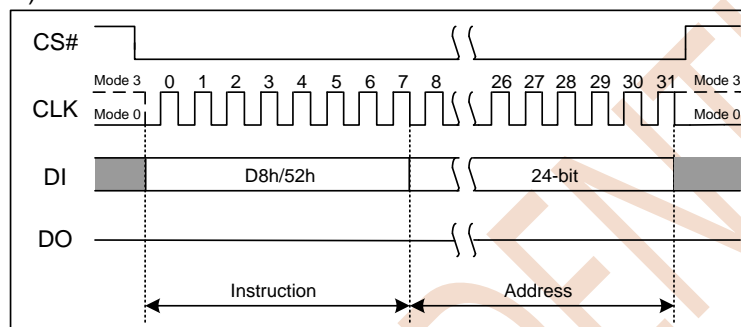 CS#
Mode 3 0 1 2 3 4 5 6 7 8 26 27 28 29 30 31 Mode 3
CLK Mode 0 Mode 0
DI D8h/52h 24-bit
DO
Instruction Address